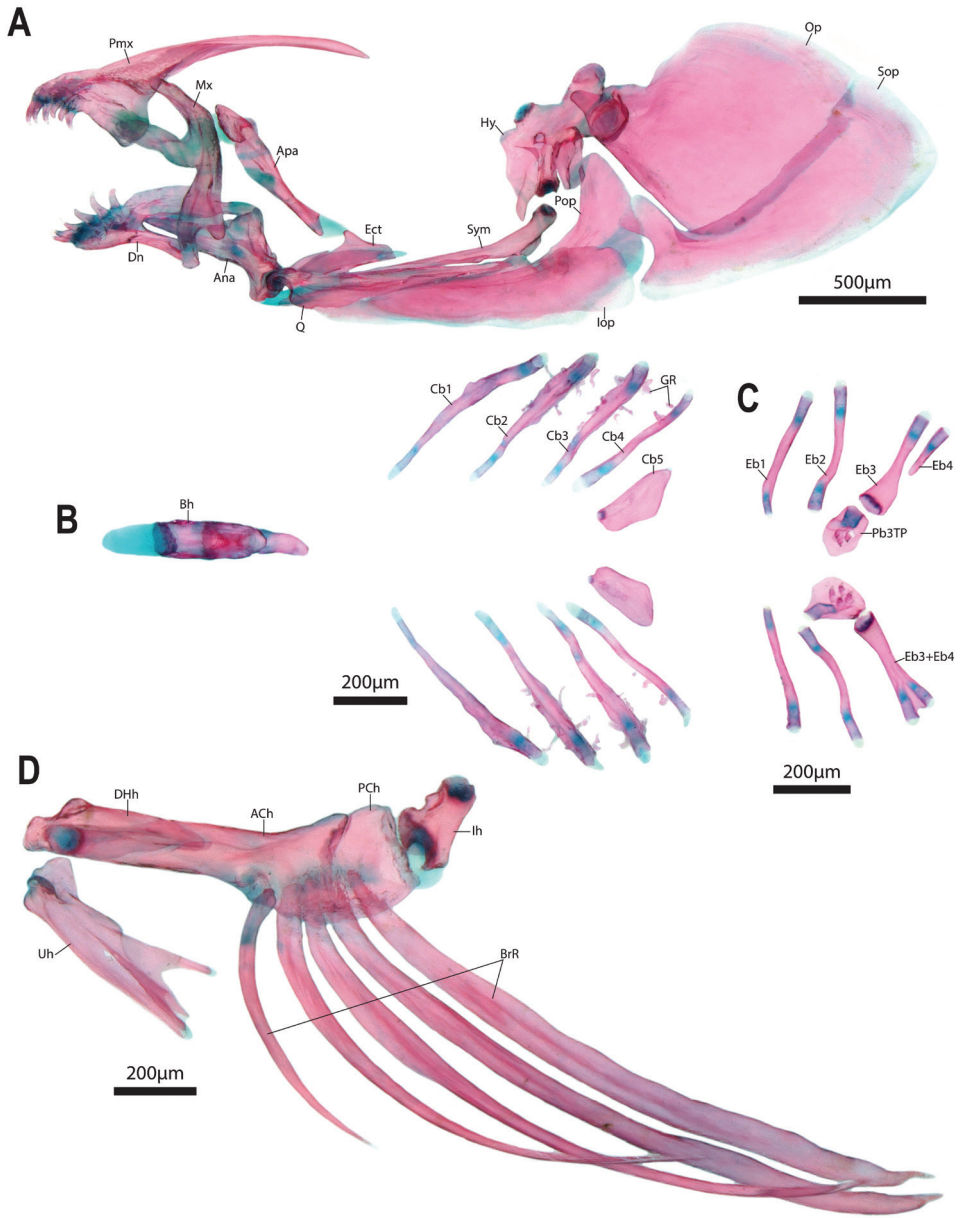 A
Pmx
Mx
Apa
Hy
Op
Sop
Pop
Sym
Ect
Dn
Ana
Q
Iop
500µm
B
Bh
Cb1
Cb2
Cb3
Cb4
GR
Cb5
200µm
C
Eb1
Eb2
Eb3
Eb4
Pb3TP
Eb3+Eb4
200µm
D
DHh
ACh
PCh
Ih
Uh
BrR
200µm